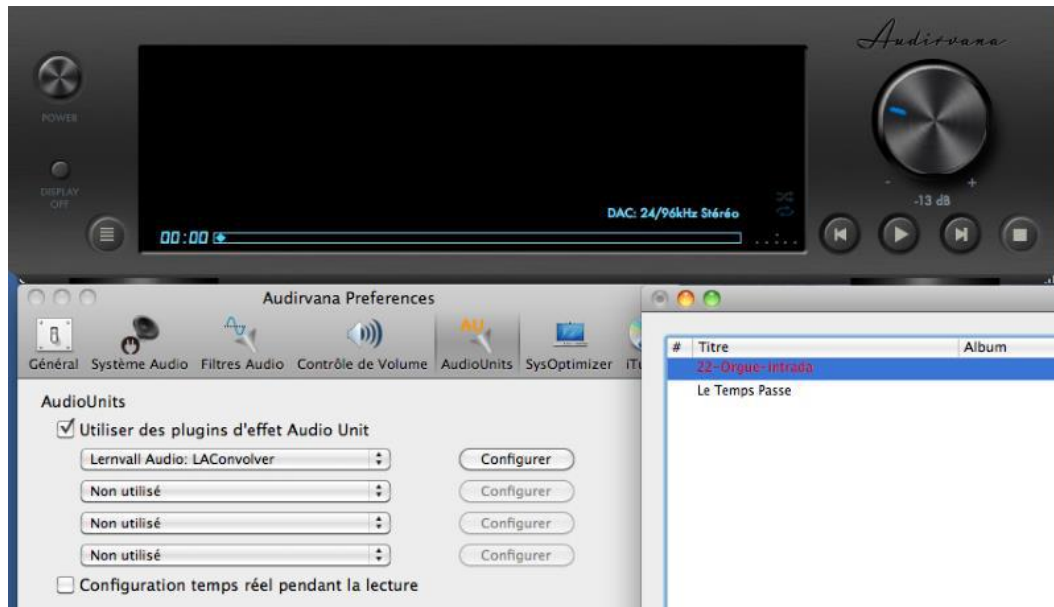 Audirvana
POWER
DISPLAY
OFF
DAC: 24/96kHz Stéréo
00:00
-
+
-13 dB
Audirvana Preferences
AU
Général Système Audio Filtres Audio Contrôle de Volume AudioUnits SysOptimizer iTu
AudioUnits
Utiliser des plugins d'effet Audio Unit
Lernvall Audio: LAConvolver Configurer
Non utilisé Configurer
Non utilisé Configurer
Non utilisé Configurer
Configuration temps réel pendant la lecture
# Titre Album
22-Orgue-Intrada
Le Temps Passe